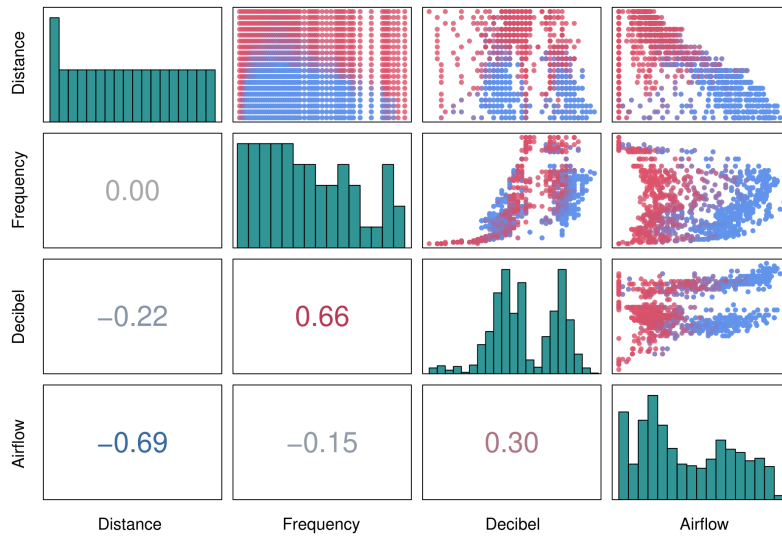 Distance
Frequency
0.00
Decibel
−0.22
0.66
Airflow
−0.69
−0.15
0.30
Distance
Frequency
Decibel
Airflow